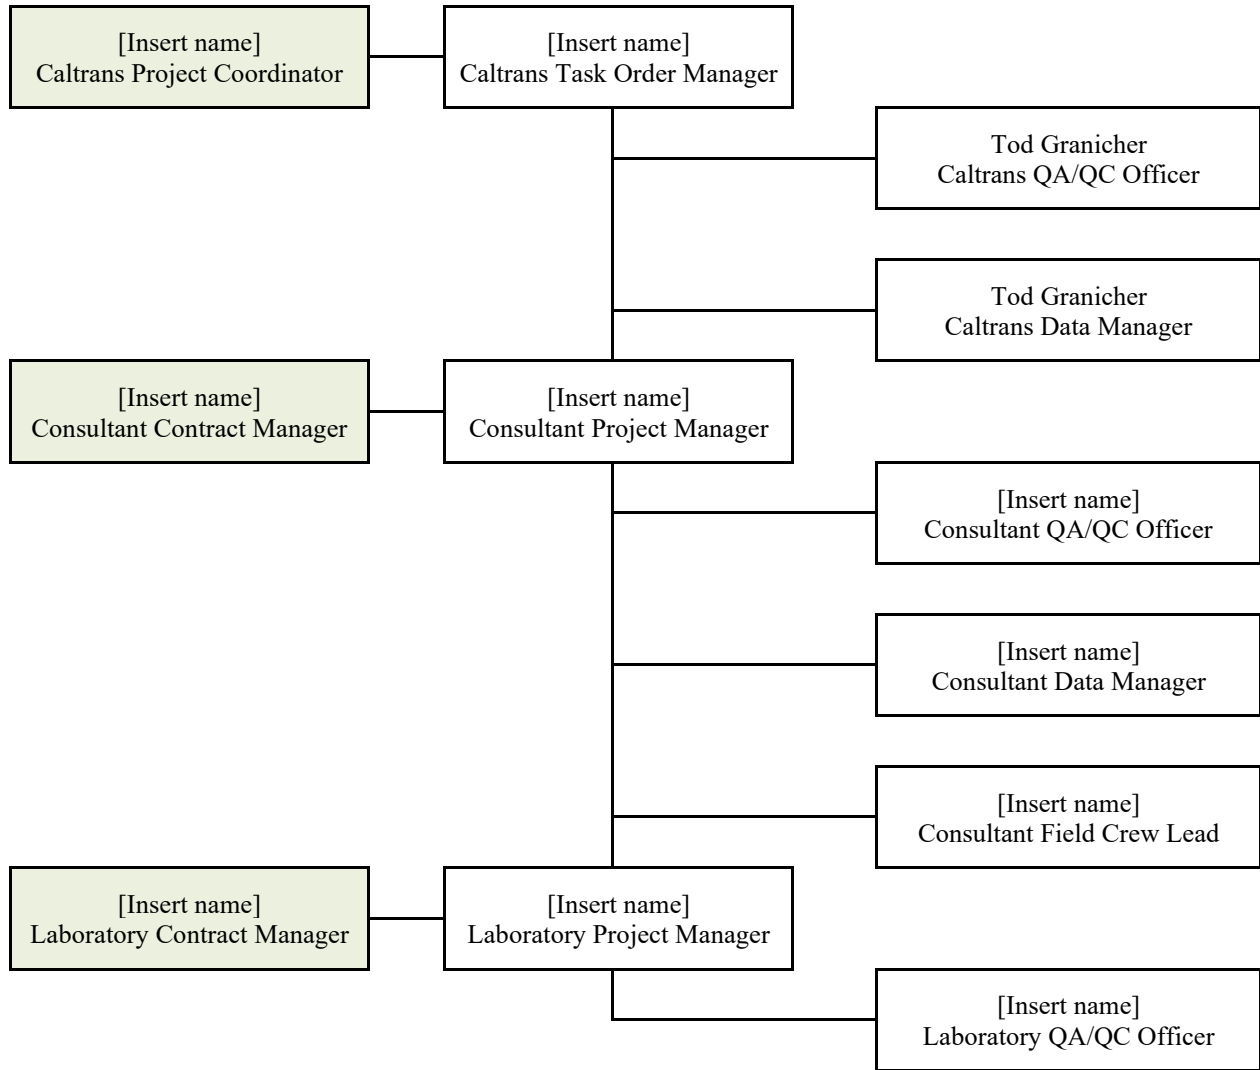 [Insert name]
Caltrans Project Coordinator
[Insert name]
Caltrans Task Order Manager
Tod Granicher
Caltrans QA/QC Officer
Tod Granicher
Caltrans Data Manager
[Insert name]
Consultant Contract Manager
[Insert name]
Consultant Project Manager
[Insert name]
Consultant QA/QC Officer
[Insert name]
Consultant Data Manager
[Insert name]
Consultant Field Crew Lead
[Insert name]
Laboratory Contract Manager
[Insert name]
Laboratory Project Manager
[Insert name]
Laboratory QA/QC Officer